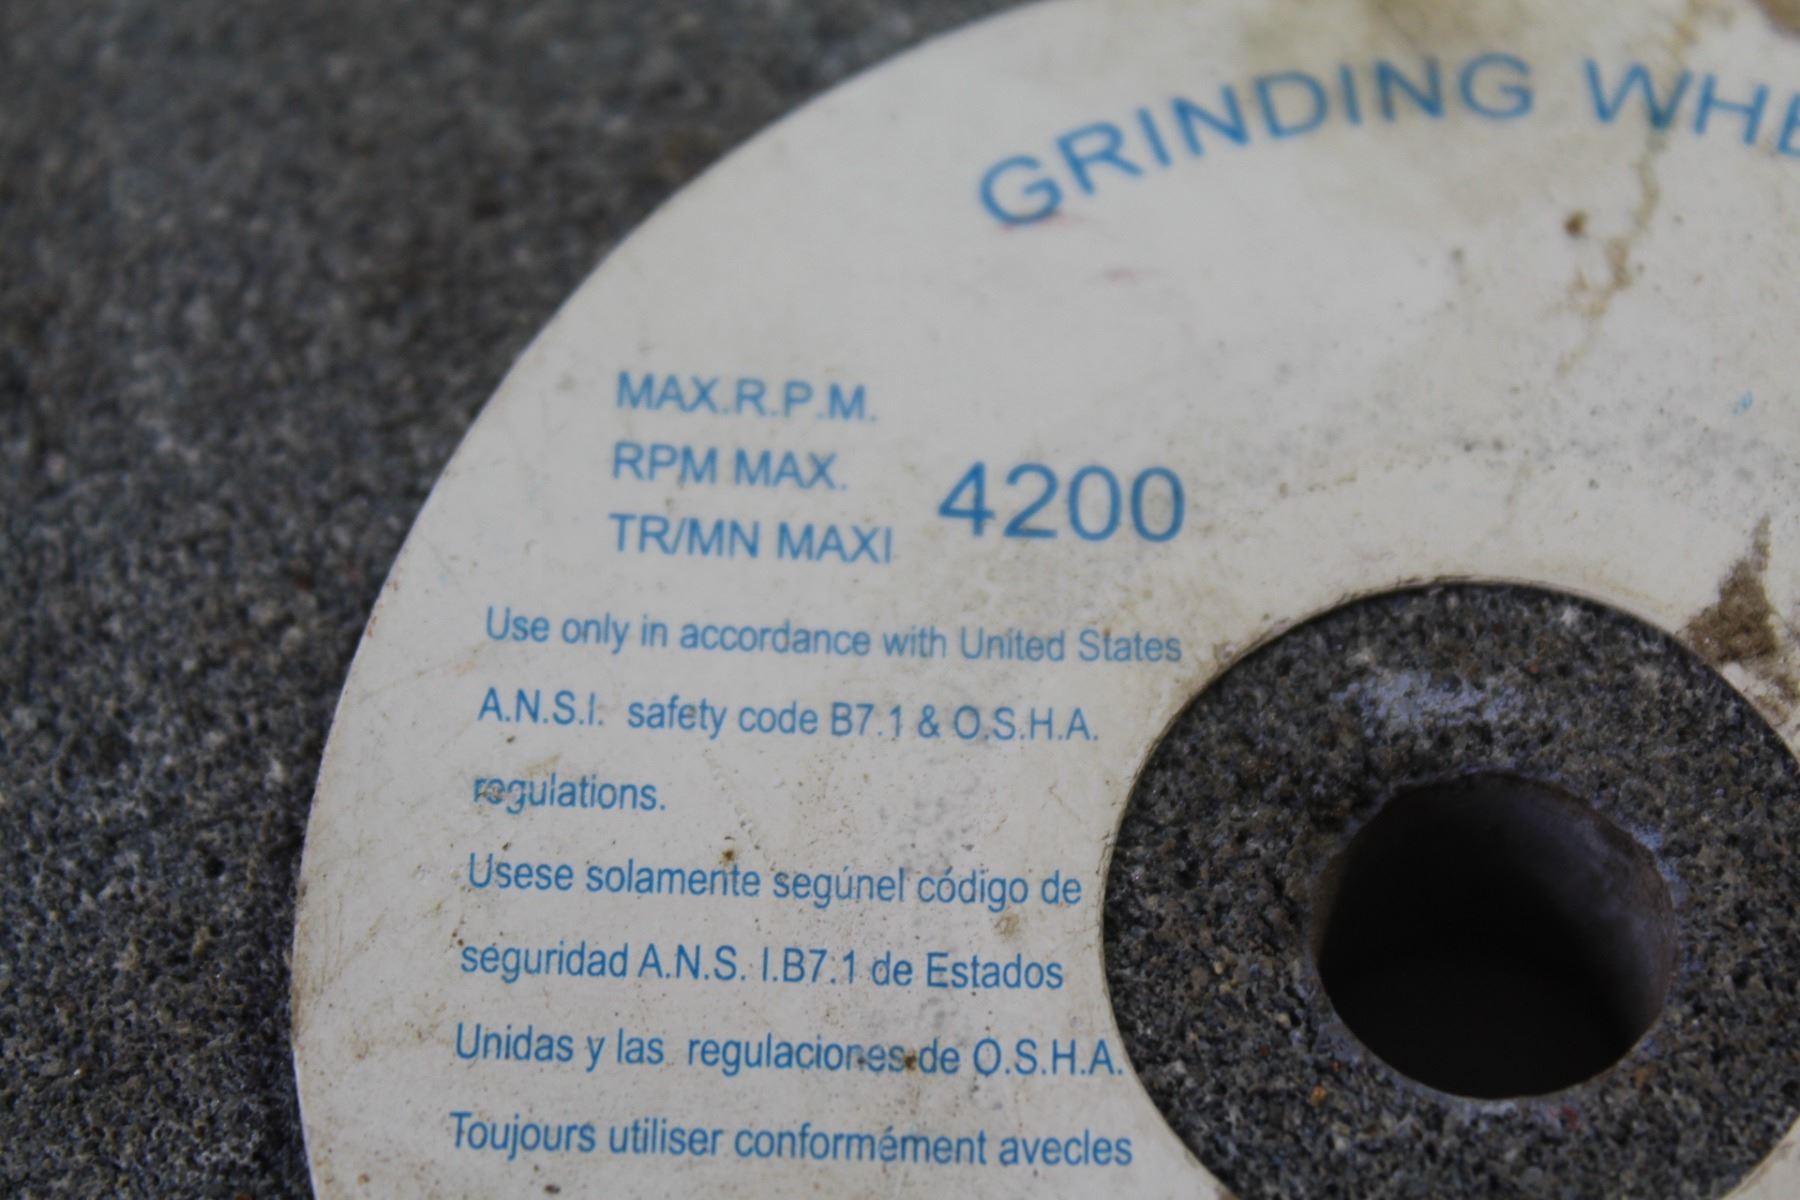 GRINDING WHE
MAX.R.P.M.
RPM MAX.
TR/MN MAXI
4200
Use only in accordance with United States
A.N.S.I. safety code B7.1 & O.S.H.A.
regulations.
Usese solamente segúnel código de
seguridad A.N.S. I.B7.1 de Estados
Unidas y las regulaciones de O.S.H.A.
Toujours utiliser conformément avecles